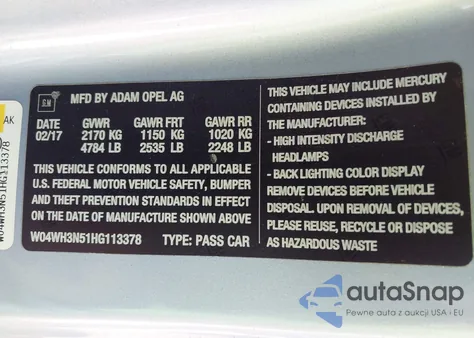 GM
MFD BY ADAM OPEL AG
DATE GVWR GAWR FRT GAWR RR
02/17 2170 KG 1150 KG 1020 KG
4784 LB 2535 LB 2248 LB
THIS VEHICLE CONFORMS TO ALL APPLICABLE
U.S. FEDERAL MOTOR VEHICLE SAFETY, BUMPER
AND THEFT PREVENTION STANDARDS IN EFFECT
ON THE DATE OF MANUFACTURE SHOWN ABOVE
W04WH3N51HG113378 TYPE: PASS CAR
THIS VEHICLE MAY INCLUDE MERCURY
CONTAINING DEVICES INSTALLED BY
THE MANUFACTURER:
- HIGH INTENSITY DISCHARGE
HEADLAMPS
- BACK LIGHTING COLOR DISPLAY
REMOVE DEVICES BEFORE VEHICLE
DISPOSAL. UPON REMOVAL OF DEVICES,
PLEASE REUSE, RECYCLE OR DISPOSE
AS HAZARDOUS WASTE
AK
W04WH3N51HG113378
autoSnap
Pewne auta z aukcji USA i EU